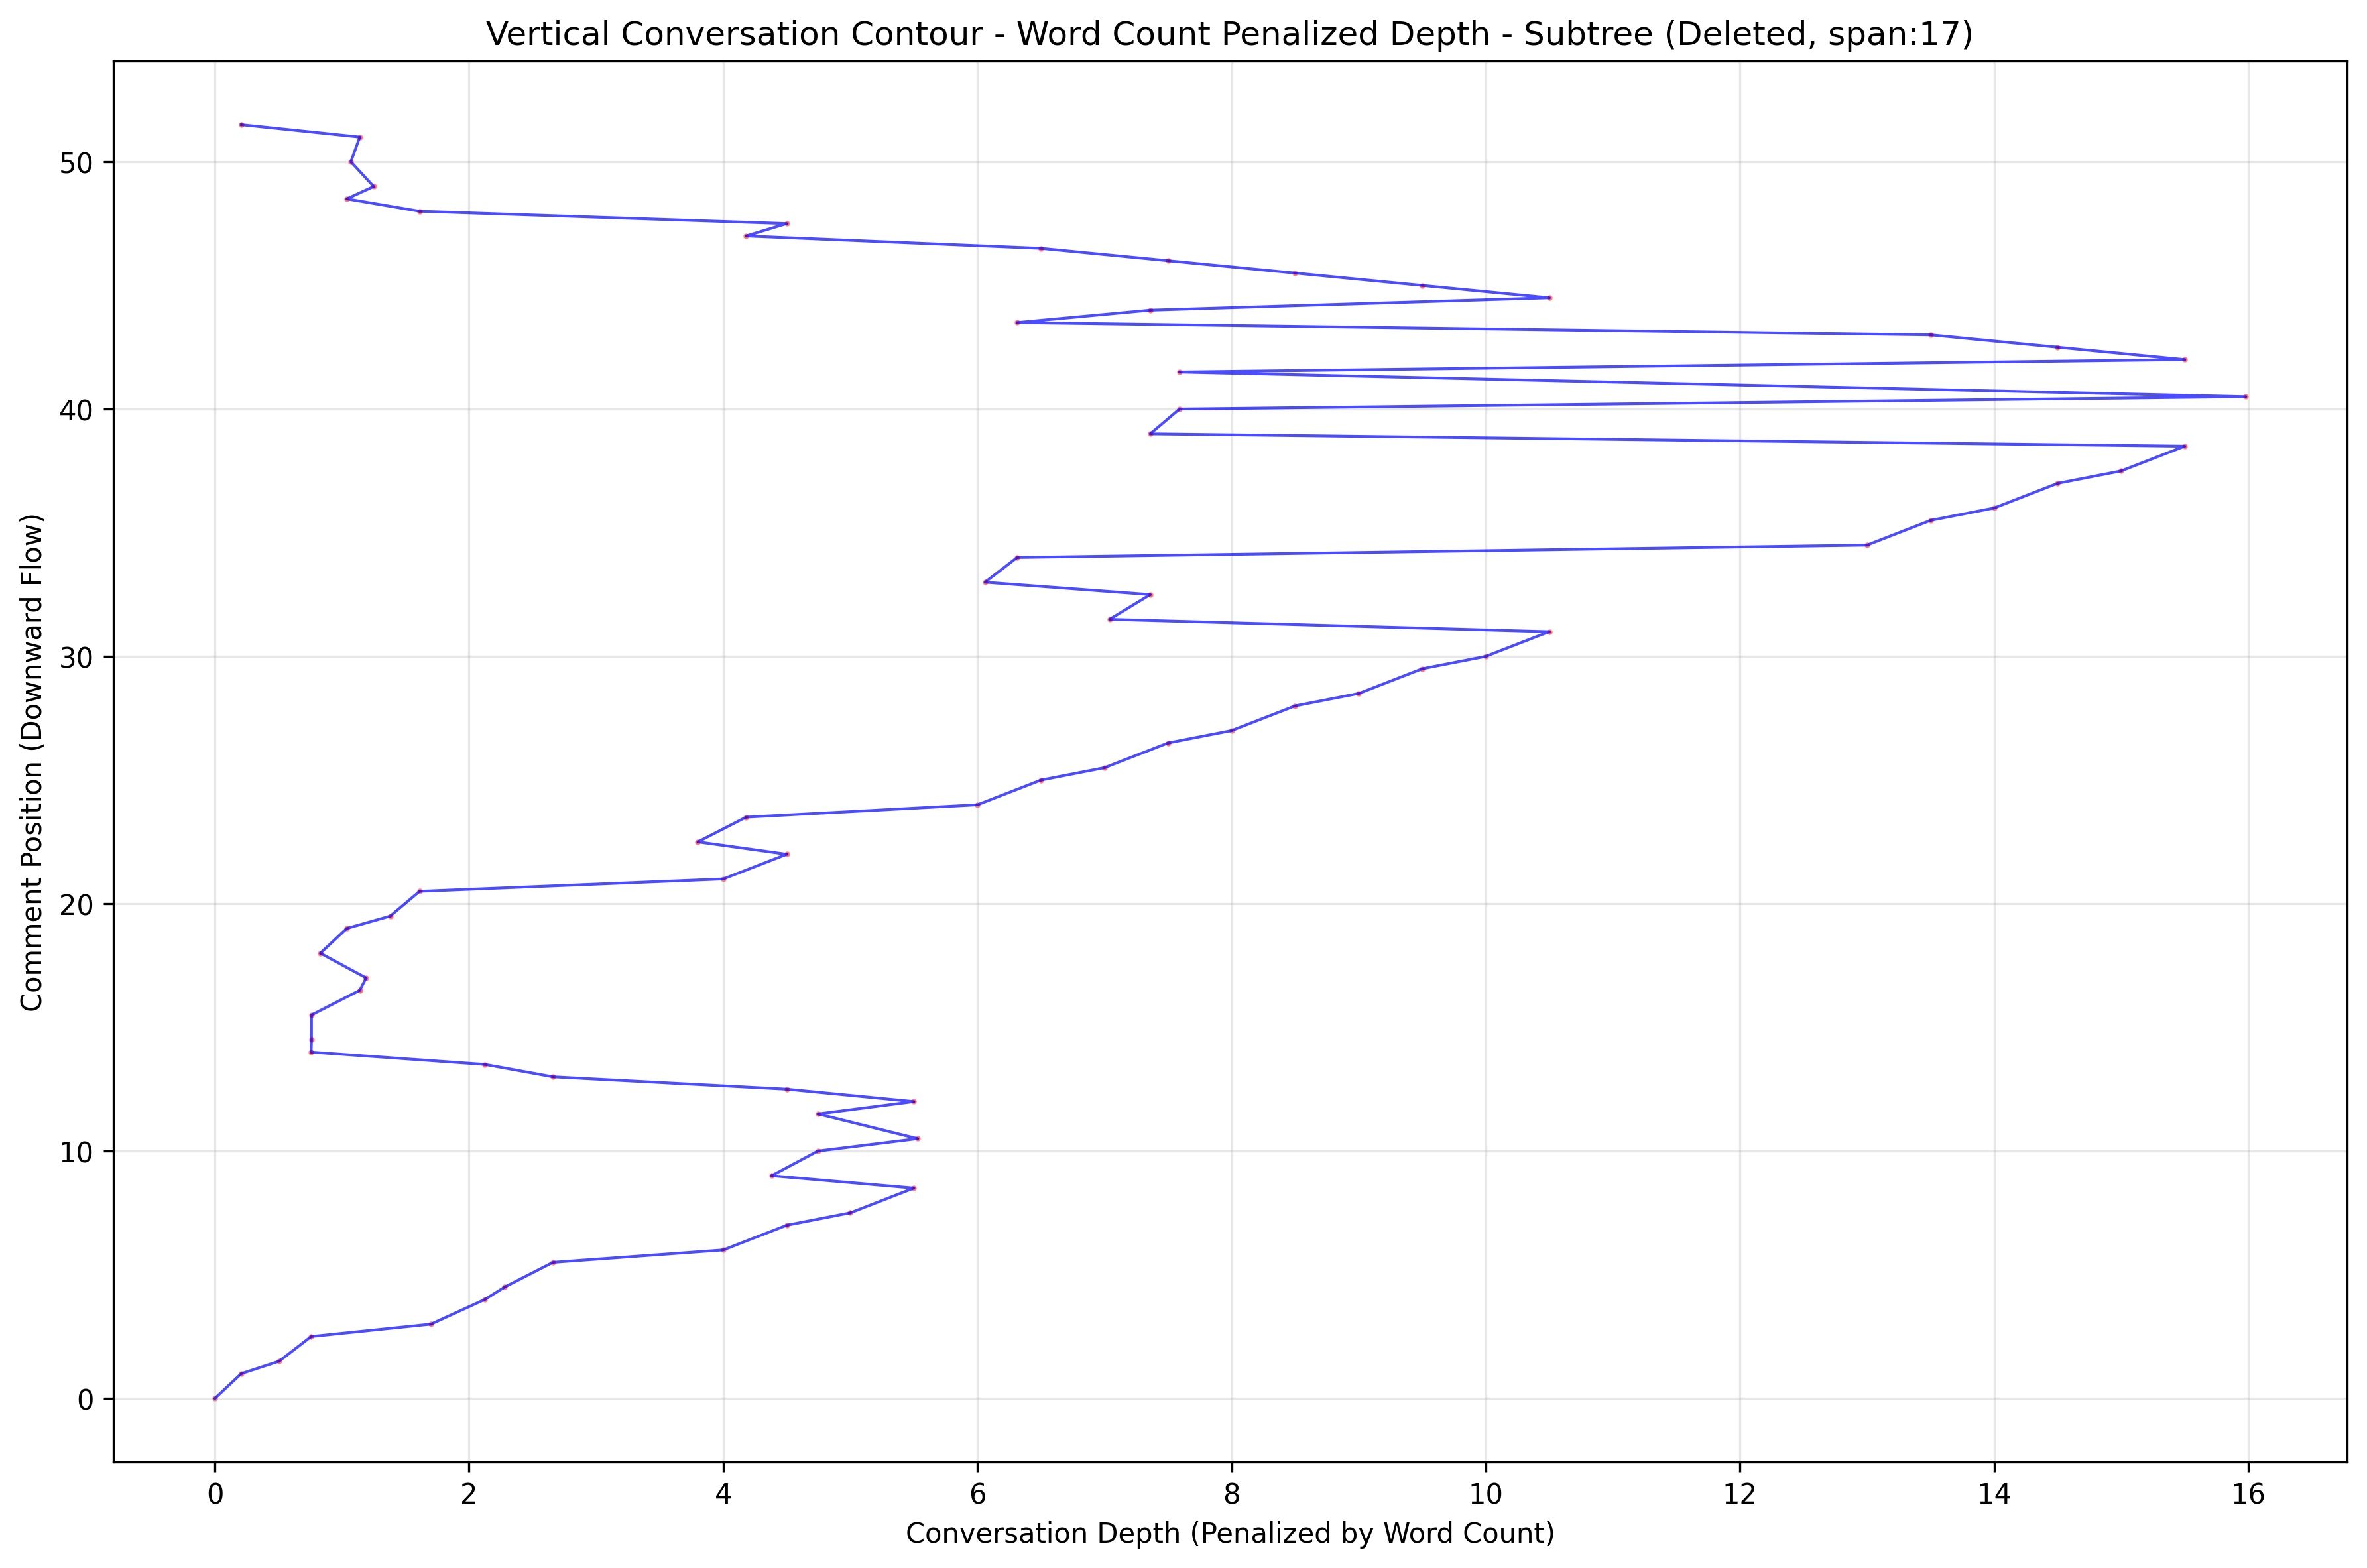 Vertical Conversation Contour - Word Count Penalized Depth - Subtree (Deleted, span:17)
Comment Position (Downward Flow)
50
40
30
20
10
0
0 2 4 6 8 10 12 14 16
Conversation Depth (Penalized by Word Count)